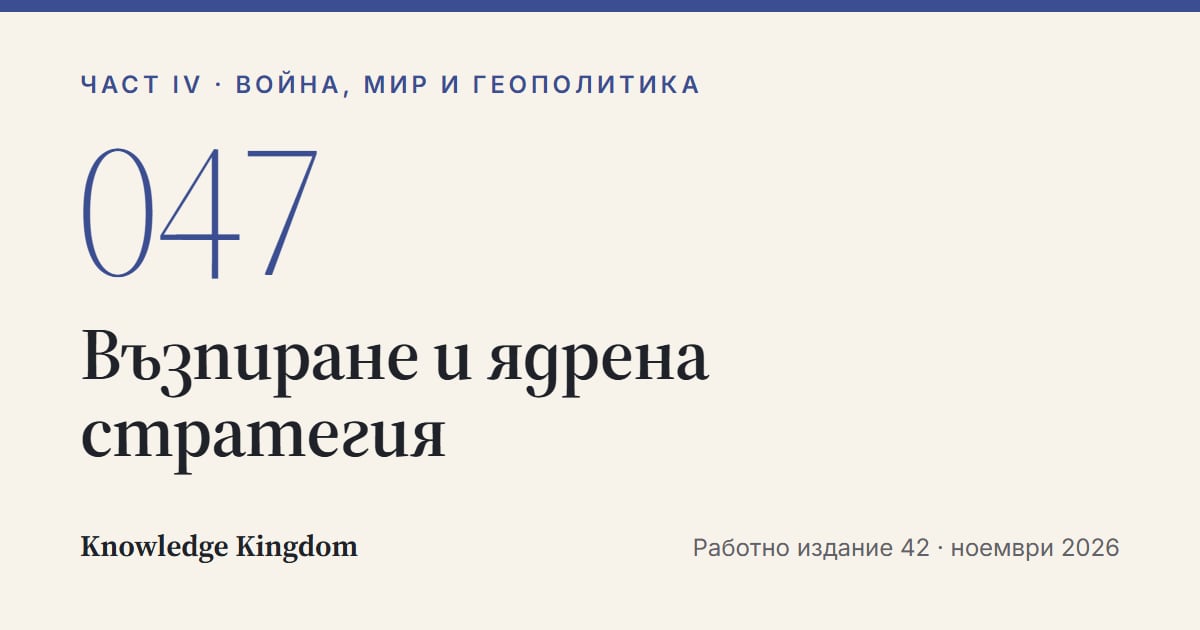 ЧАСТ IV · ВОЙНА, МИР И ГЕОПОЛИТИКА
047
Възпиране и ядрена
стратегия
Knowledge Kingdom
Работно издание 42 · ноември 2026